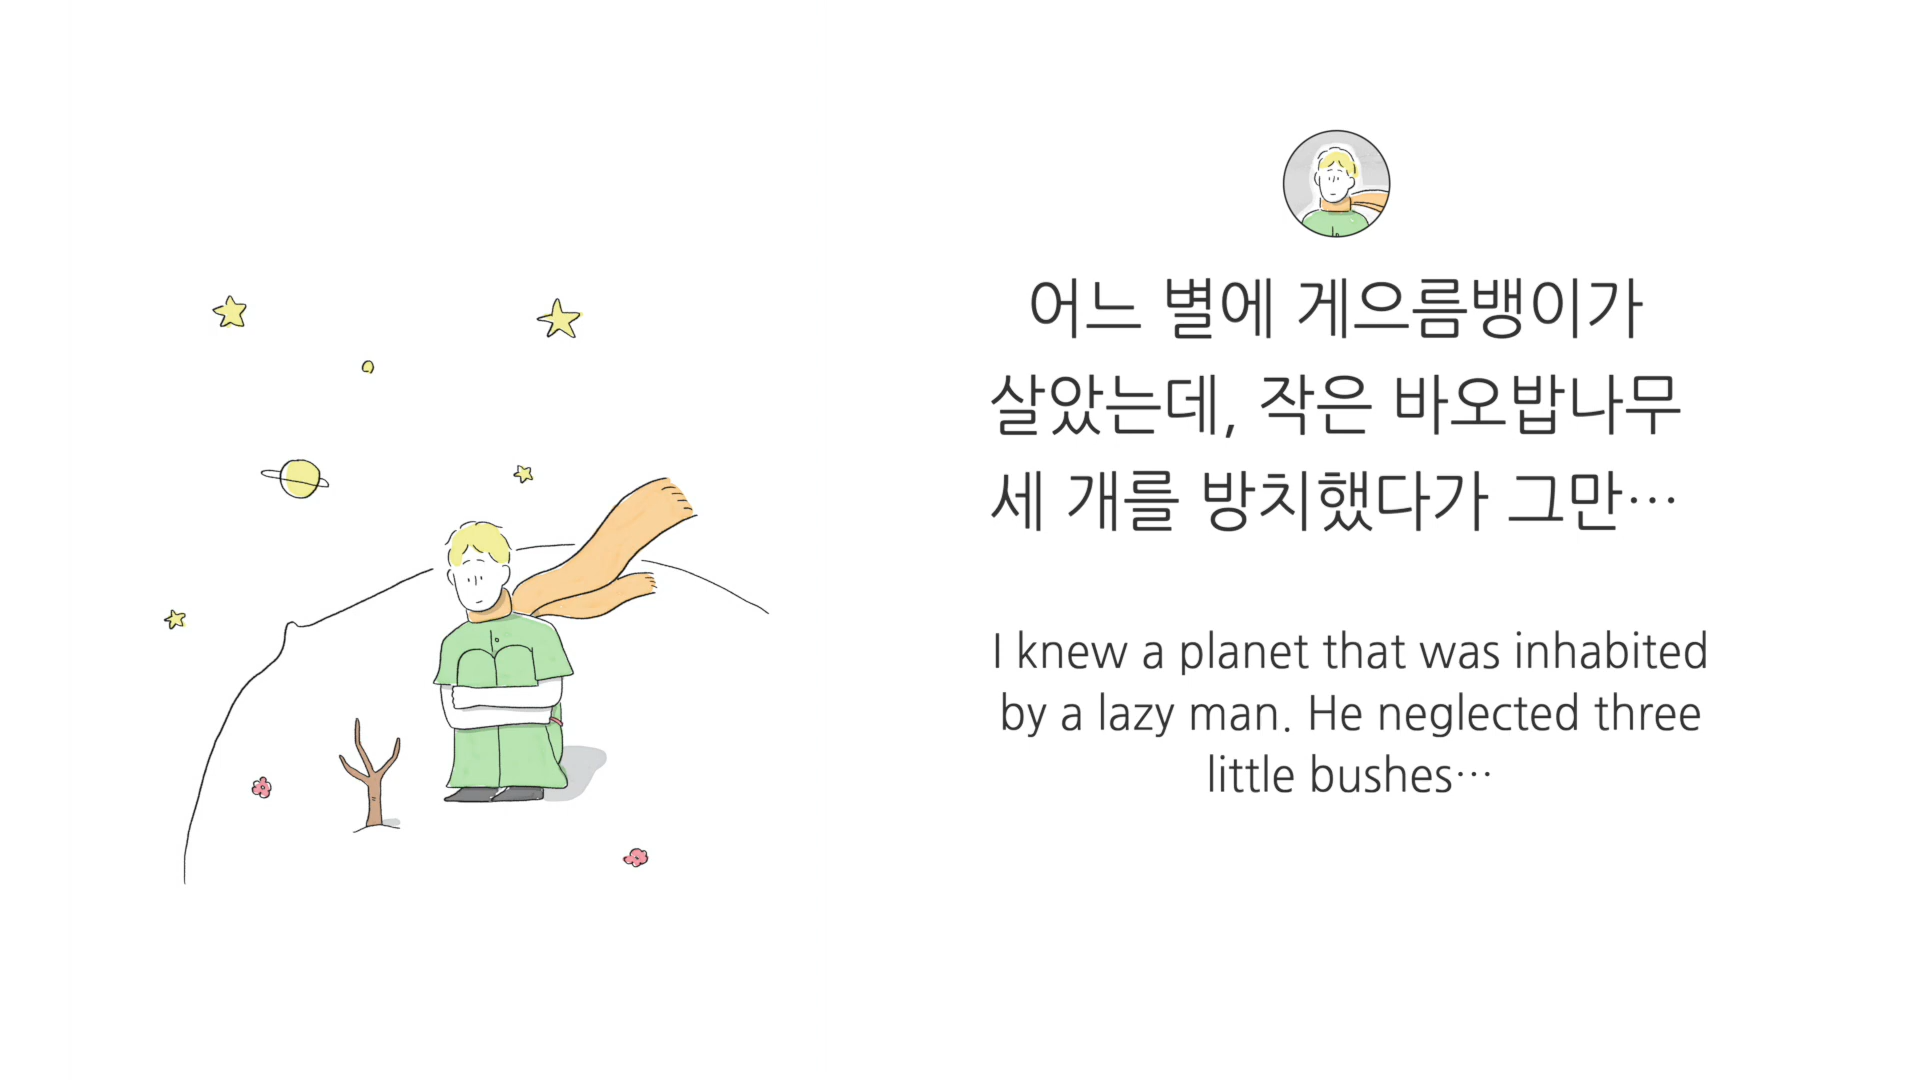 어느 별에 게으름뱅이가
살았는데, 작은 바오밥나무
세 개를 방치했다가 그만…
I knew a planet that was inhabited
by a lazy man. He neglected three
little bushes…